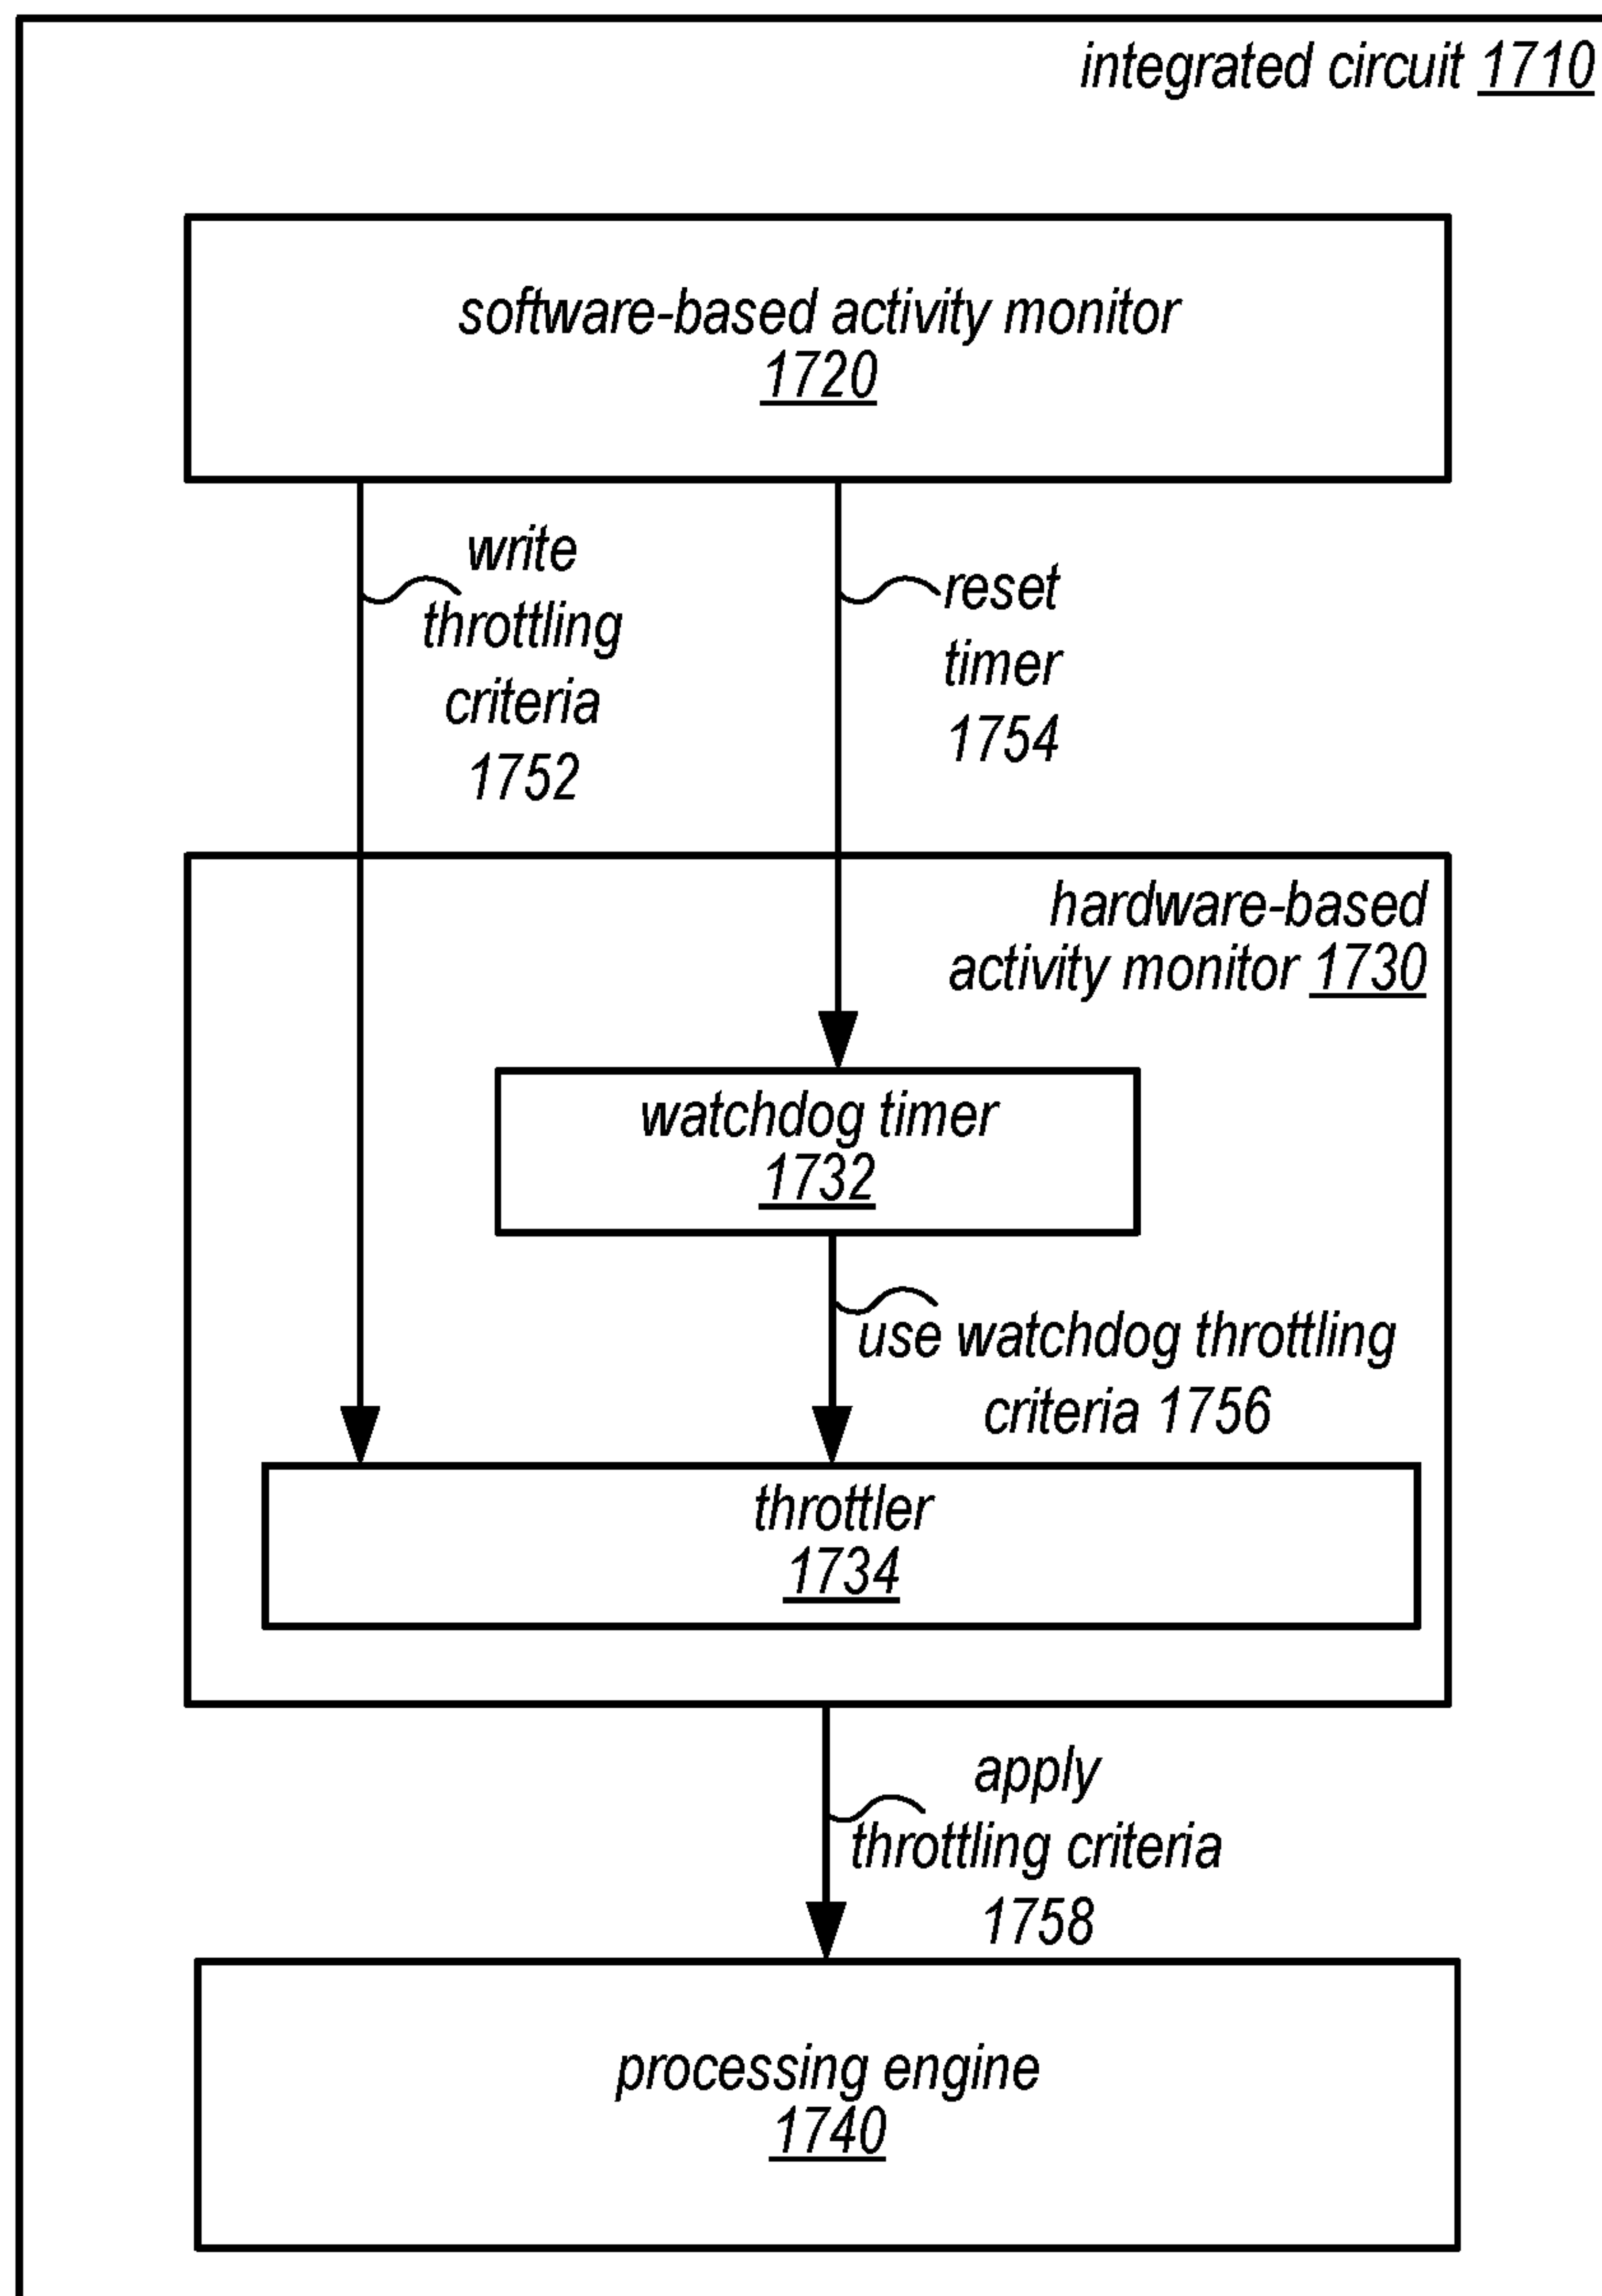 integrated circuit 1710
software-based activity monitor
1720
write
throttling
criteria
1752
reset
timer
1754
hardware-based
activity monitor 1730
watchdog timer
1732
use watchdog throttling
criteria 1756
throttler
1734
apply
throttling criteria
1758
processing engine
1740